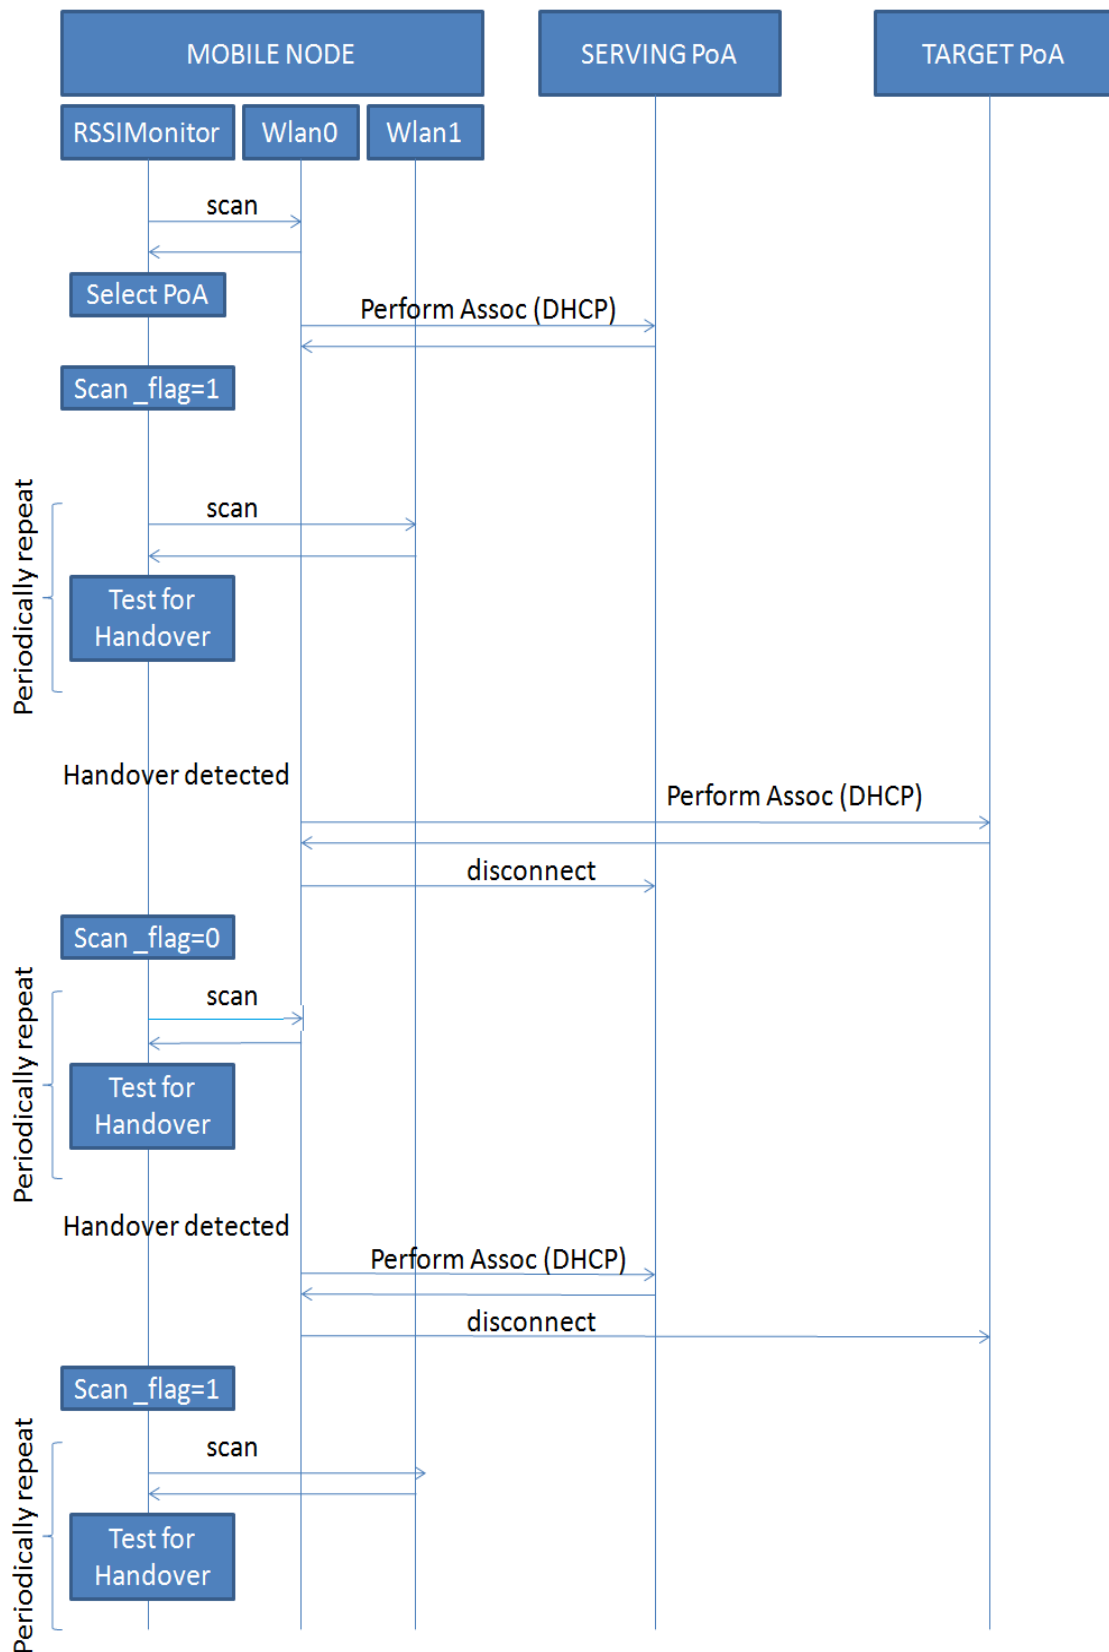 MOBILE NODE
SERVING PoA
TARGET PoA
RSSIMonitor
Wlan0
Wlan1
scan
Select PoA
Perform Assoc (DHCP)
Scan _flag=1
Periodically repeat
scan
Test for
Handover
Handover detected
Perform Assoc (DHCP)
disconnect
Scan _flag=0
Periodically repeat
scan
Test for
Handover
Handover detected
Perform Assoc (DHCP)
disconnect
Scan _flag=1
Periodically repeat
scan
Test for
Handover